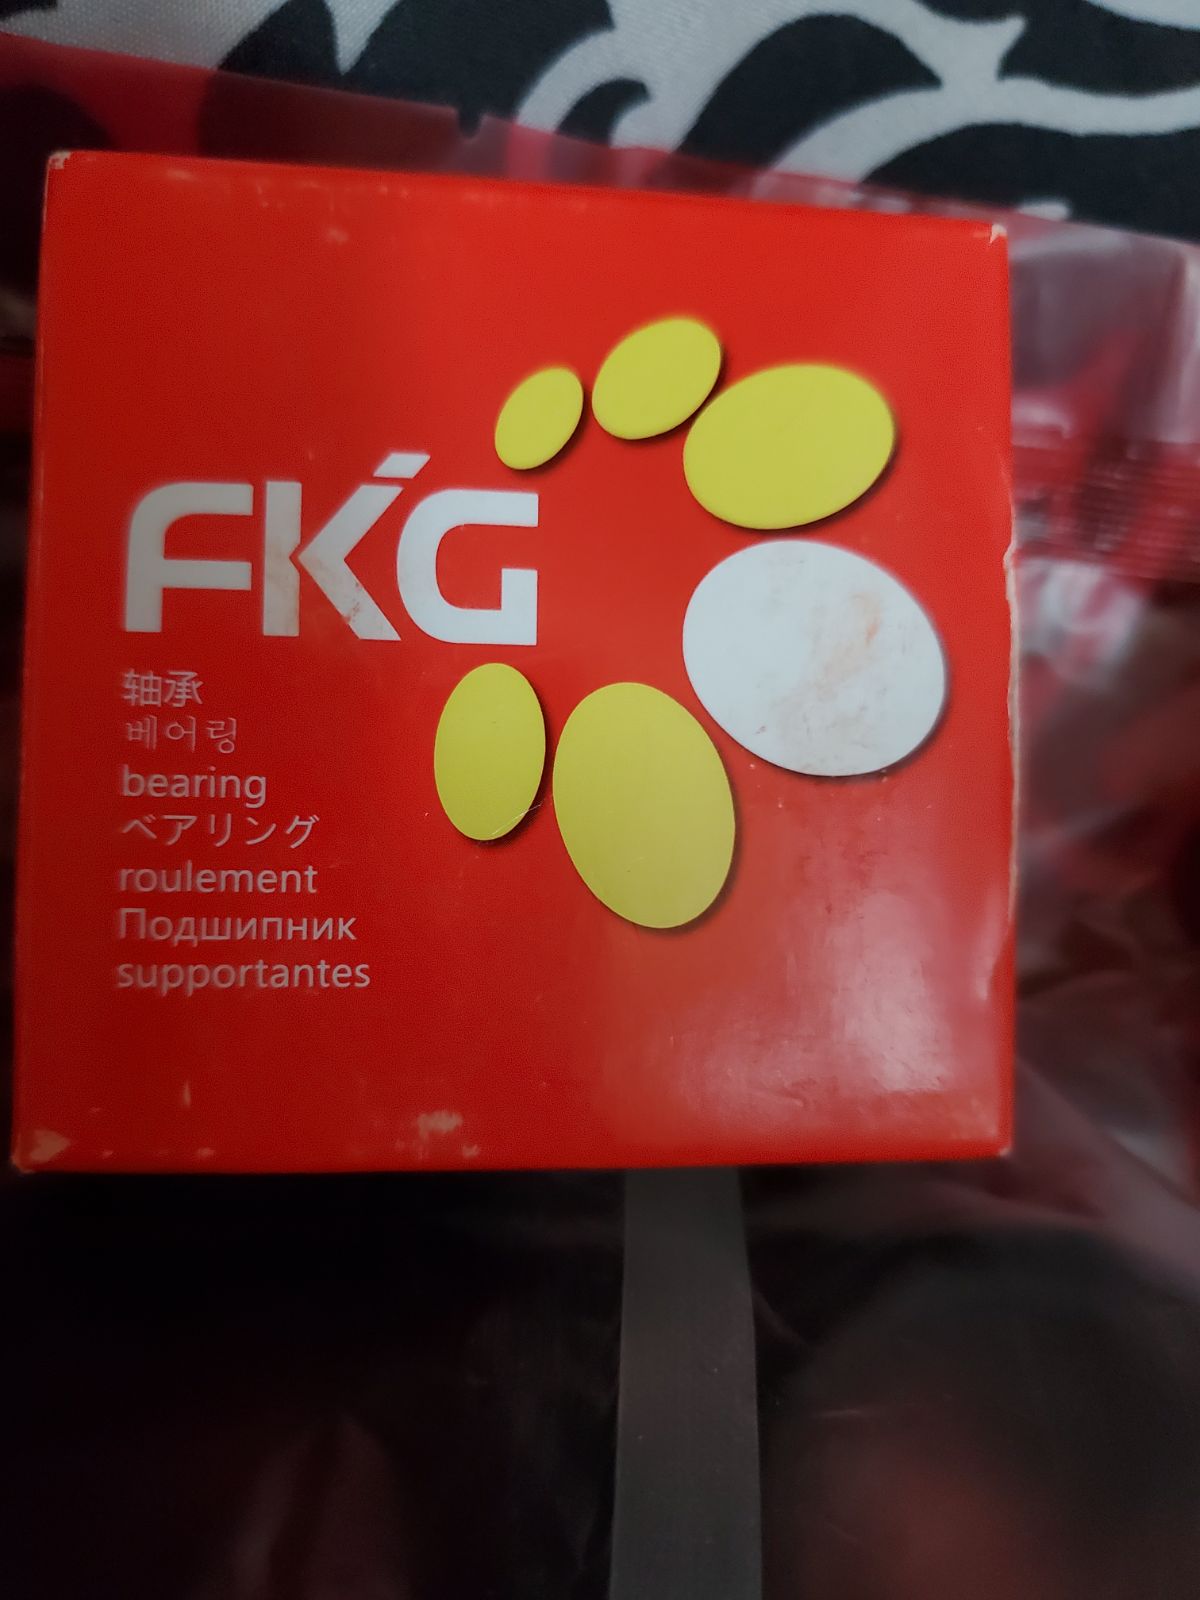 FKG
轴承
베어링
bearing
ベアリング
roulement
Подшипник
supportantes